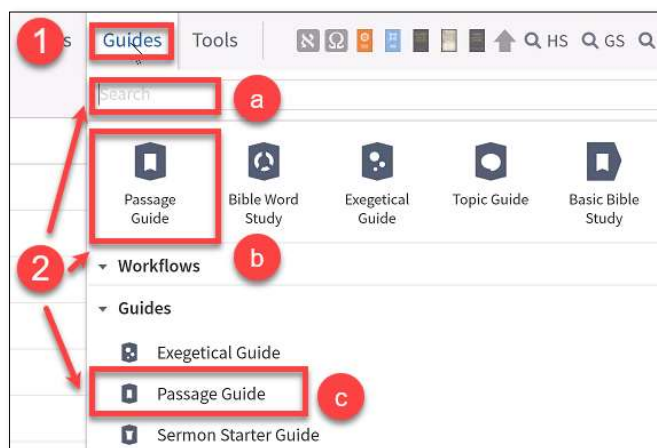 1 s Guides Tools א Ω HS GS
Search a
Passage Guide
Bible Word Study
Exegetical Guide
Topic Guide
Basic Bible Study
2 b
Workflows
Guides
Exegetical Guide
Passage Guide c
Sermon Starter Guide